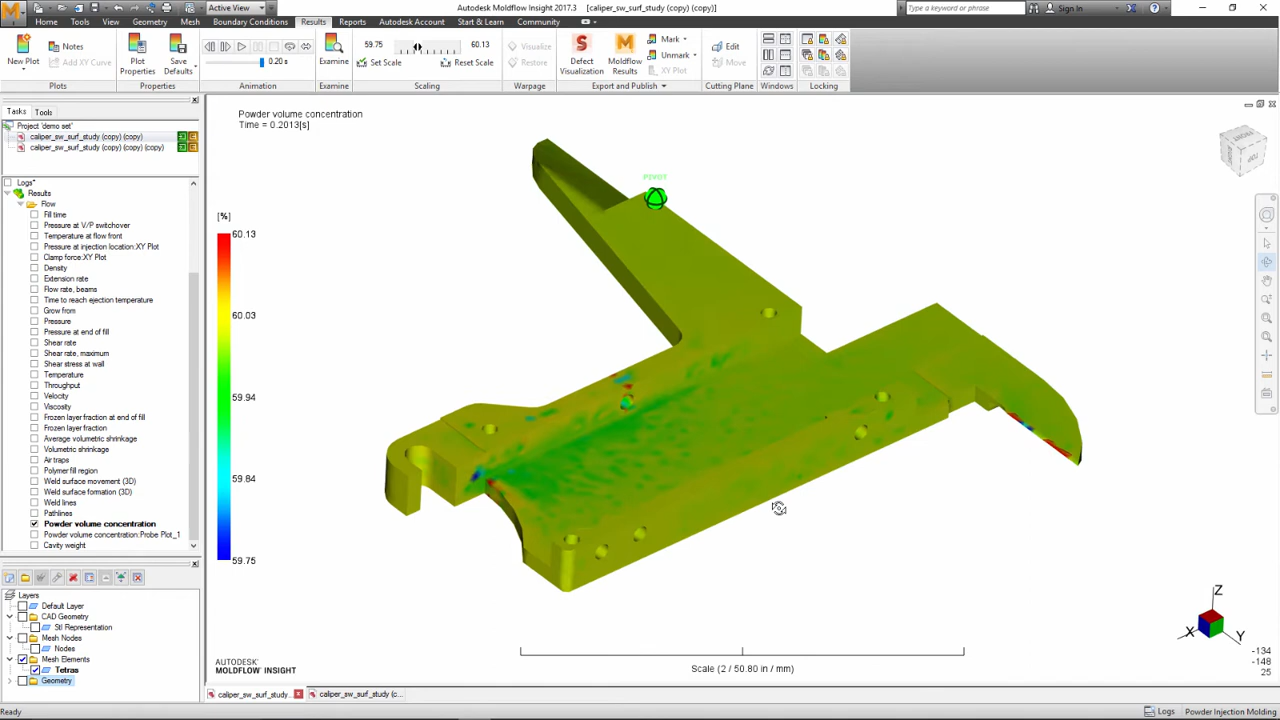 Active View
Autodesk Moldflow Insight 2017.3 [caliper_sw_surf_study (copy) (copy)]
Type a keyword or phrase
Sign In
Home Tools View Geometry Mesh Boundary Conditions Results Reports Autodesk Account Start & Learn Community
New Plot
Notes
Add XY Curve
Plots
Plot Properties
Save Defaults
Properties
0.20 s
Animation
Examine
Examine
59.75 60.13
Set Scale Reset Scale
Scaling
Visualize
Restore
Warpage
Defect Visualization
Moldflow Results
Mark
Unmark
XY Plot
Export and Publish
Edit
Move
Cutting Plane
Windows
Locking
Tasks Tools
Project 'demo set'
caliper_sw_surf_study (copy) (copy)
caliper_sw_surf_study (copy) (copy) (copy)
Logs*
Results
Flow
Fill time
Pressure at V/P switchover
Temperature at flow front
Pressure at injection location:XY Plot
Clamp force:XY Plot
Density
Extension rate
Flow rate, beams
Time to reach ejection temperature
Grow from
Pressure
Pressure at end of fill
Shear rate
Shear rate, maximum
Shear stress at wall
Temperature
Throughput
Velocity
Viscosity
Frozen layer fraction at end of fill
Frozen layer fraction
Average volumetric shrinkage
Volumetric shrinkage
Air traps
Polymer fill region
Weld surface movement (3D)
Weld surface formation (3D)
Weld lines
Pathlines
Powder volume concentration
Powder volume concentration:Probe Plot_1
Cavity weight
Layers
Default Layer
CAD Geometry
Stl Representation
Mesh Nodes
Nodes
Mesh Elements
Tetras
Geometry
Powder volume concentration
Time = 0.2013[s]
[%]
60.13
60.03
59.94
59.84
59.75
PIVOT
FRONT
TOP
AUTODESK®
MOLDFLOW INSIGHT
Scale (2 / 50.80 in / mm)
Z
X
Y
-134
-148
25
caliper_sw_surf_study... caliper_sw_surf_study (c...
Ready
Logs Powder Injection Molding